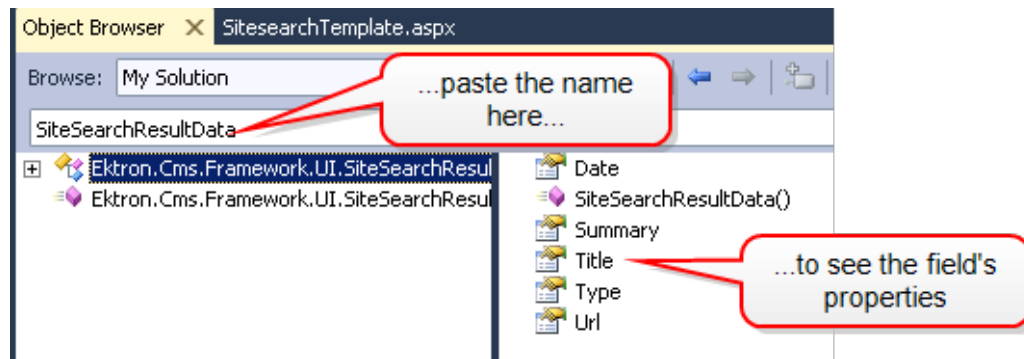 Object Browser SitesearchTemplate.aspx
Browse: My Solution
...paste the name
here...
SiteSearchResultData
Ektron.Cms.Framework.UI.SiteSearchResul
Ektron.Cms.Framework.UI.SiteSearchResul
Date
SiteSearchResultData()
Summary
Title
Type
Url
...to see the field's
properties